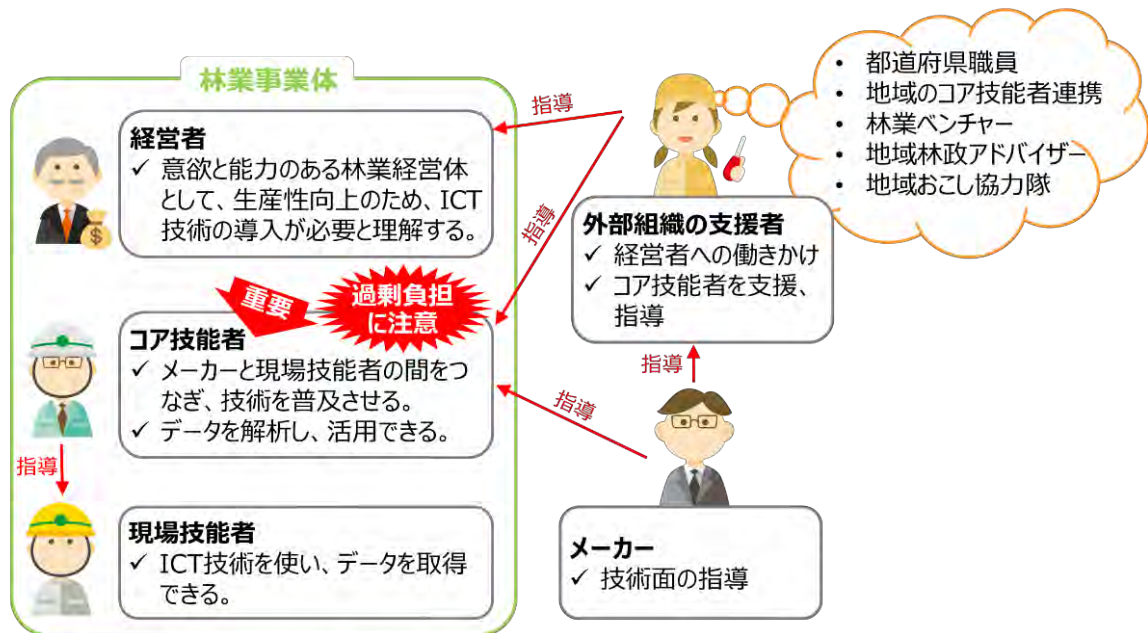 林業事業体
経営者
✓ 意欲と能力のある林業経営体
として、生産性向上のため、ICT
技術の導入が必要と理解する。
重要
過剰負担
に注意
コア技能者
✓ メーカーと現場技能者の間をつ
なぎ、技術を普及させる。
✓ データを解析し、活用できる。
指導
現場技能者
✓ ICT技術を使い、データを取得
できる。
指導
指導
指導
• 都道府県職員
• 地域のコア技能者連携
• 林業ベンチャー
• 地域林政アドバイザー
• 地域おこし協力隊
外部組織の支援者
✓ 経営者への働きかけ
✓ コア技能者を支援、
指導
指導
メーカー
✓ 技術面の指導
$